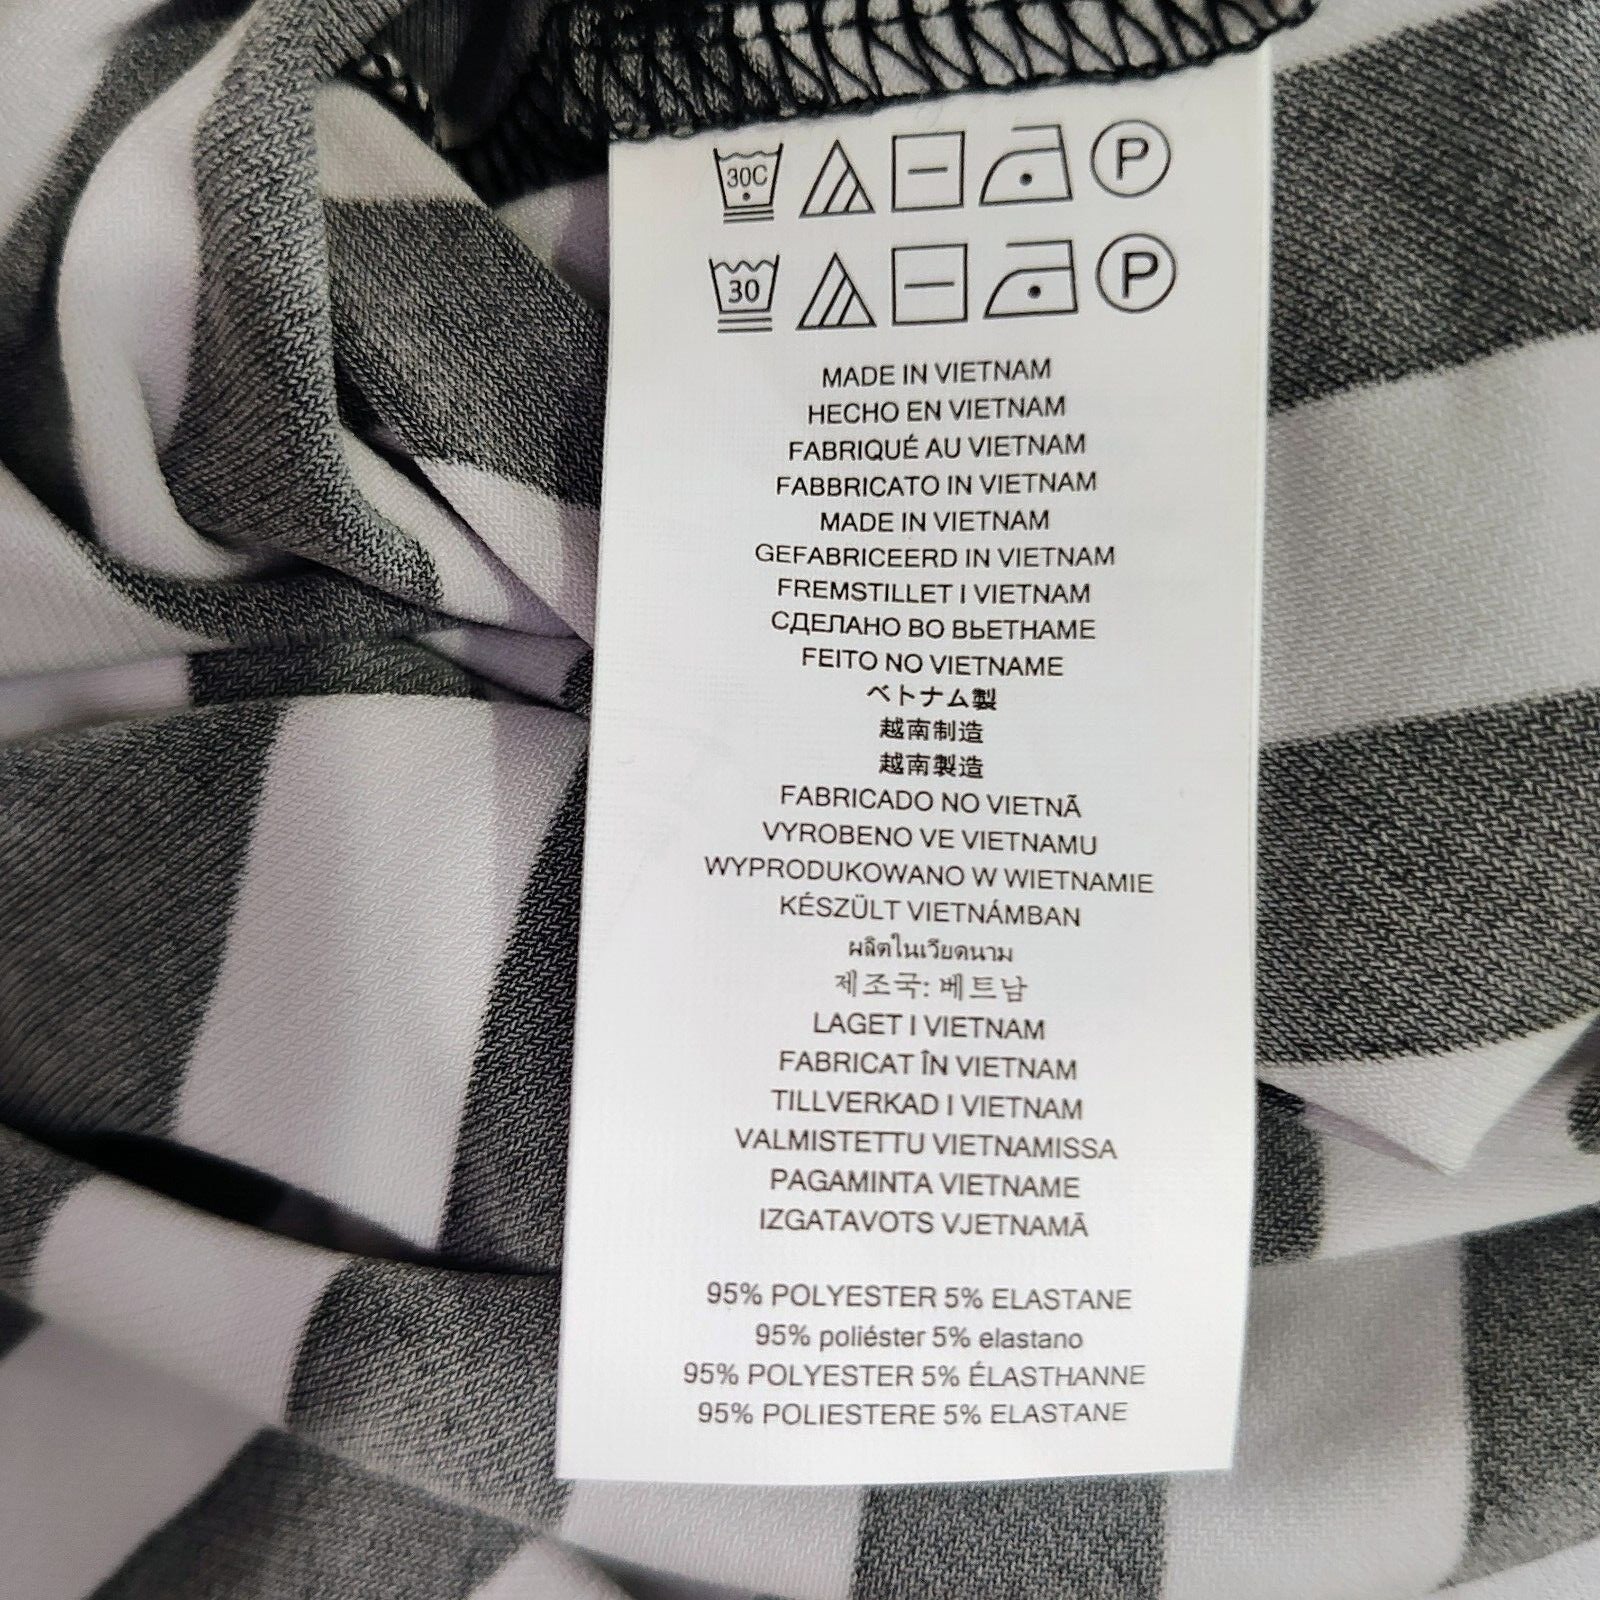 30C P
30 P
MADE IN VIETNAM
HECHO EN VIETNAM
FABRIQUÉ AU VIETNAM
FABBRICATO IN VIETNAM
MADE IN VIETNAM
GEFABRICEERD IN VIETNAM
FREMSTILLET I VIETNAM
СДЕЛАНО ВО ВЬЕТНАМЕ
FEITO NO VIETNAME
ベトナム製
越南制造
越南製造
FABRICADO NO VIETNÃ
VYROBENO VE VIETNAMU
WYPRODUKOWANO W WIETNAMIE
KÉSZÜLT VIETNÁMBAN
ผลิตในเวียดนาม
제조국: 베트남
LAGET I VIETNAM
FABRICAT ÎN VIETNAM
TILLVERKAD I VIETNAM
VALMISTETTU VIETNAMISSA
PAGAMINTA VIETNAME
IZGATAVOTS VJETNAMĀ
95% POLYESTER 5% ELASTANE
95% poliéster 5% elastano
95% POLYESTER 5% ÉLASTHANNE
95% POLIESTERE 5% ELASTANE